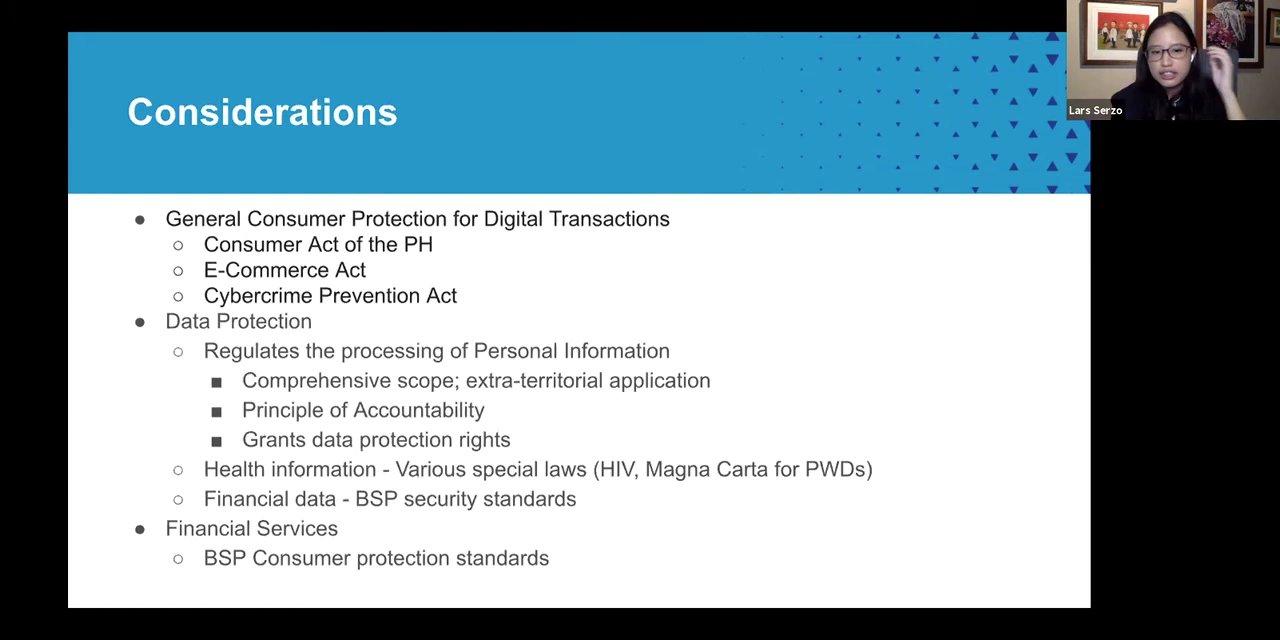 Considerations
Lars Serzo
● General Consumer Protection for Digital Transactions
○ Consumer Act of the PH
○ E-Commerce Act
○ Cybercrime Prevention Act
● Data Protection
○ Regulates the processing of Personal Information
■ Comprehensive scope; extra-territorial application
■ Principle of Accountability
■ Grants data protection rights
○ Health information - Various special laws (HIV, Magna Carta for PWDs)
○ Financial data - BSP security standards
● Financial Services
○ BSP Consumer protection standards